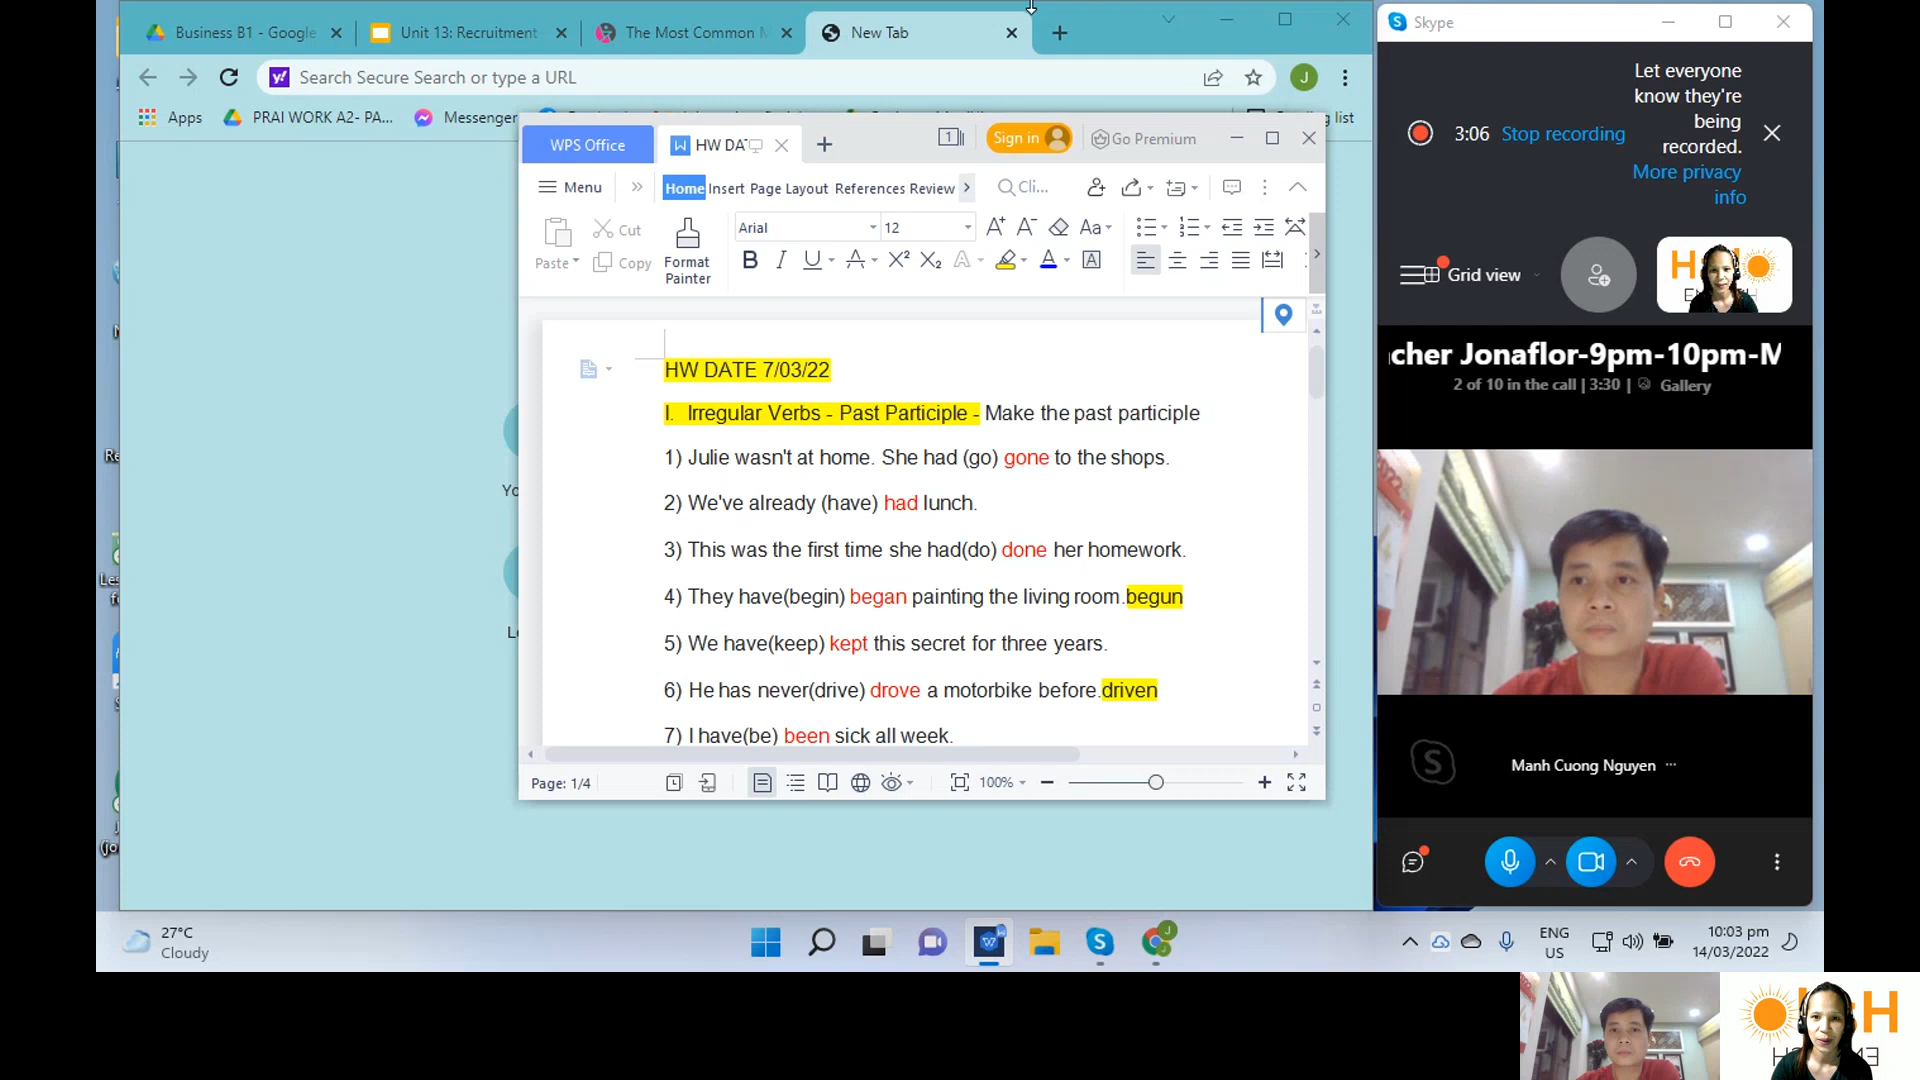 Business B1 - Google
Unit 13: Recruitment
The Most Common M
New Tab
Search Secure Search or type a URL
J
Apps
PRAI WORK A2- PA...
Messenger
WPS Office
HW DAT
1
Sign in
Go Premium
Menu
Home Insert Page Layout References Review
Cli...
Paste
Cut
Copy
Format
Painter
Arial
12
HW DATE 7/03/22
I. Irregular Verbs - Past Participle - Make the past participle
1) Julie wasn't at home. She had (go) gone to the shops.
2) We've already (have) had lunch.
3) This was the first time she had(do) done her homework.
4) They have(begin) began painting the living room.begun
5) We have(keep) kept this secret for three years.
6) He has never(drive) drove a motorbike before.driven
7) I have(be) been sick all week.
Page: 1/4
100%
Skype
3:06 Stop recording
Let everyone
know they're
being
recorded.
More privacy
info
Grid view
cher Jonaflor-9pm-10pm-M
2 of 10 in the call | 3:30 | Gallery
Manh Cuong Nguyen ...
27°C
Cloudy
ENG
US
10:03 pm
14/03/2022